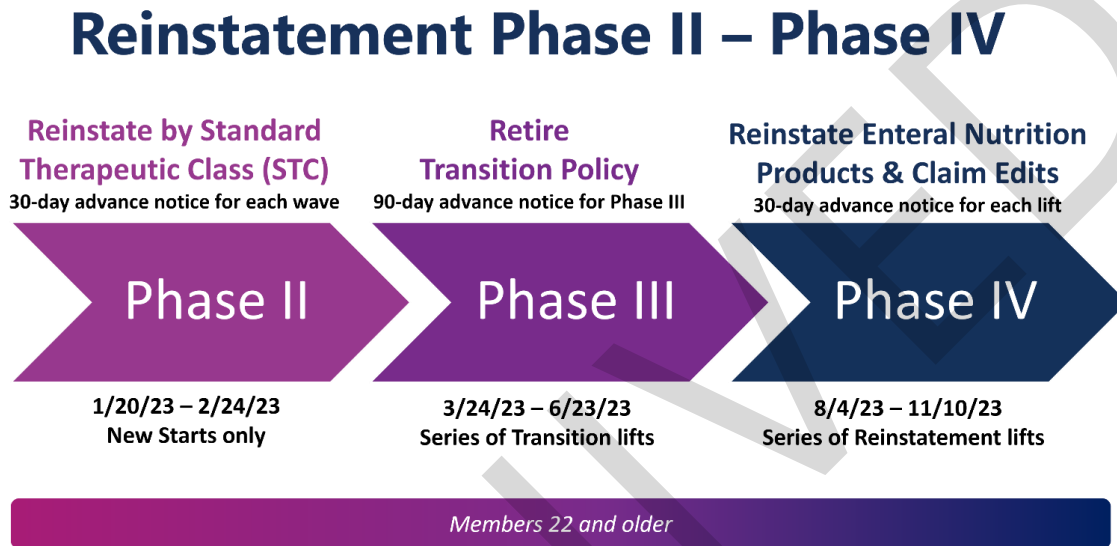 Reinstatement Phase II – Phase IV
Reinstate by Standard
Therapeutic Class (STC)
30-day advance notice for each wave
Retire
Transition Policy
90-day advance notice for Phase III
Reinstate Enteral Nutrition
Products & Claim Edits
30-day advance notice for each lift
Phase II
Phase III
Phase IV
1/20/23 – 2/24/23
New Starts only
3/24/23 – 6/23/23
Series of Transition lifts
8/4/23 – 11/10/23
Series of Reinstatement lifts
Members 22 and older